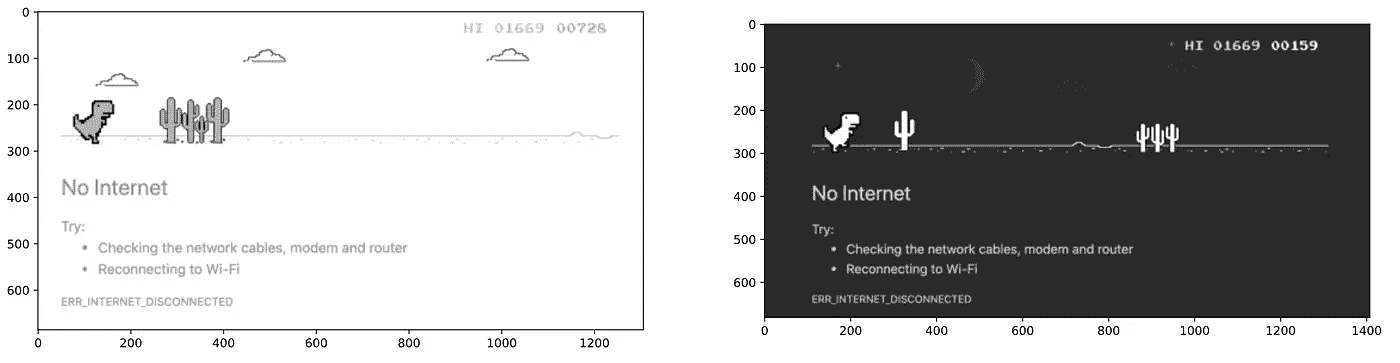 0
100
200
300
400
500
600
HI 01669 00728
No Internet
Try:
• Checking the network cables, modem and router
• Reconnecting to Wi-Fi
ERR_INTERNET_DISCONNECTED
0 200 400 600 800 1000 1200
0
100
200
300
400
500
600
HI 01669 00159
No Internet
Try:
• Checking the network cables, modem and router
• Reconnecting to Wi-Fi
ERR_INTERNET_DISCONNECTED
0 200 400 600 800 1000 1200 1400